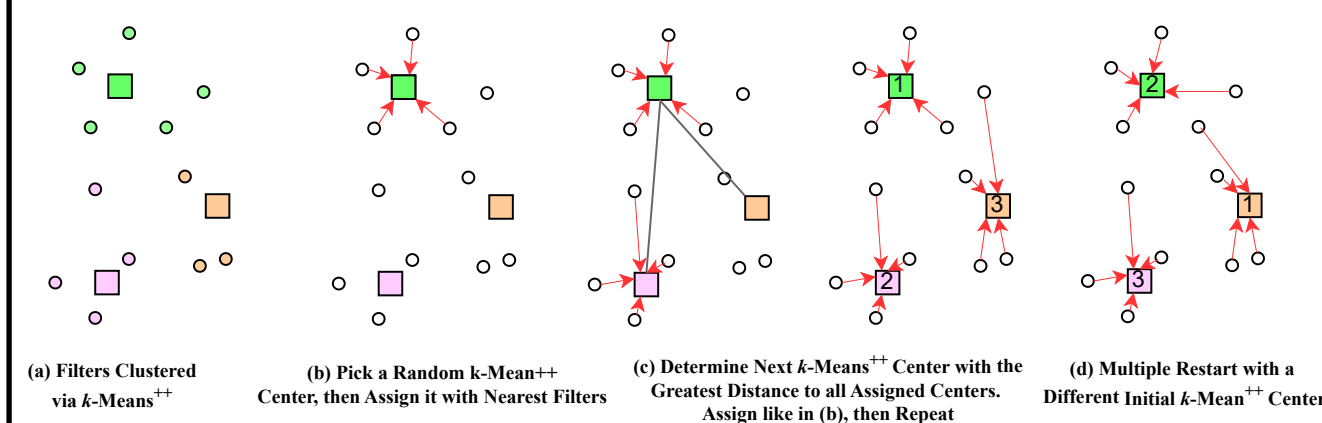 1
2
3
2
1
3
(a) Filters Clustered
via k-Means++
(b) Pick a Random k-Mean++
Center, then Assign it with Nearest Filters
(c) Determine Next k-Means++ Center with the
Greatest Distance to all Assigned Centers.
Assign like in (b), then Repeat
(d) Multiple Restart with a
Different Initial k-Mean++ Center